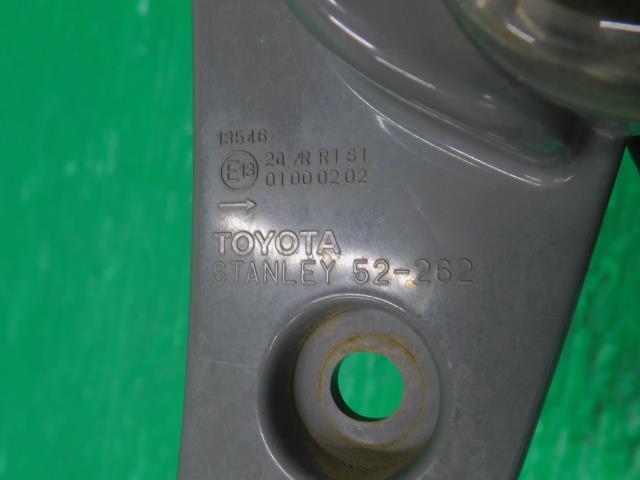 13546
E13 2a AR R1 S1
01 00 02 02
→
TOYOTA
STANLEY 52-262